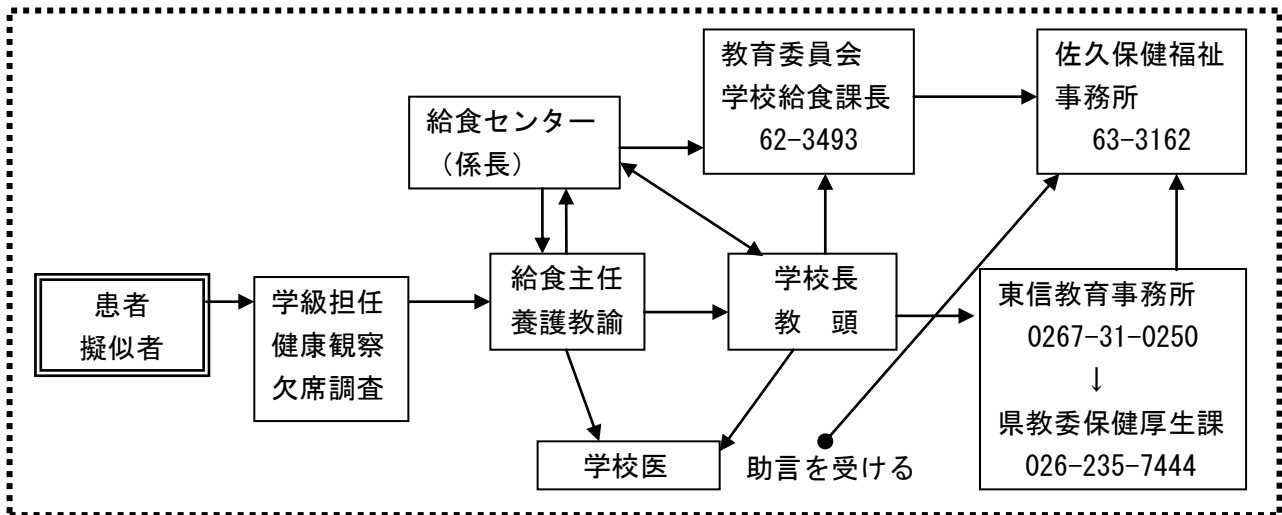 教育委員会
学校給食課長
62-3493
佐久保健福祉
事務所
63-3162
給食センター
（係長）
患者
擬似者
学級担任
健康観察
欠席調査
給食主任
養護教諭
学校長
教　頭
東信教育事務所
0267-31-0250
↓
県教委保健厚生課
026-235-7444
学校医
助言を受ける